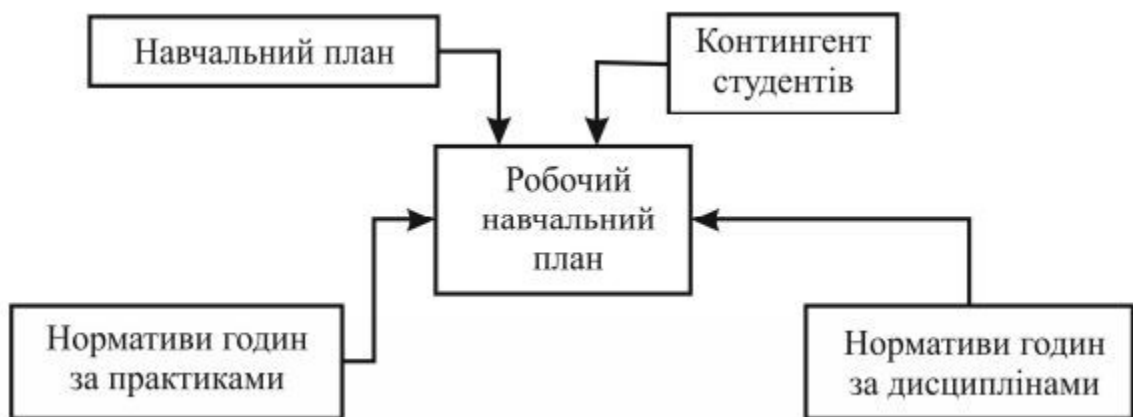 Навчальний план
Контингент
студентів
Робочий
навчальний
план
Нормативи годин
за практиками
Нормативи годин
за дисциплінами